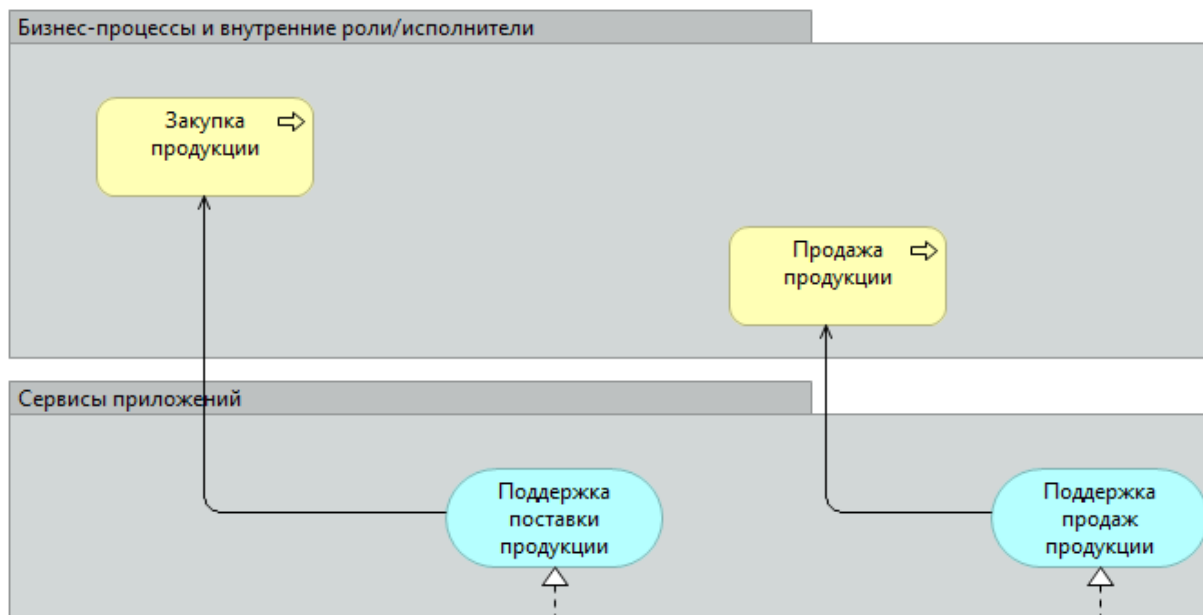 Бизнес-процессы и внутренние роли/исполнители
Закупка
продукции
Продажа
продукции
Сервисы приложений
Поддержка
поставки
продукции
Поддержка
продаж
продукции